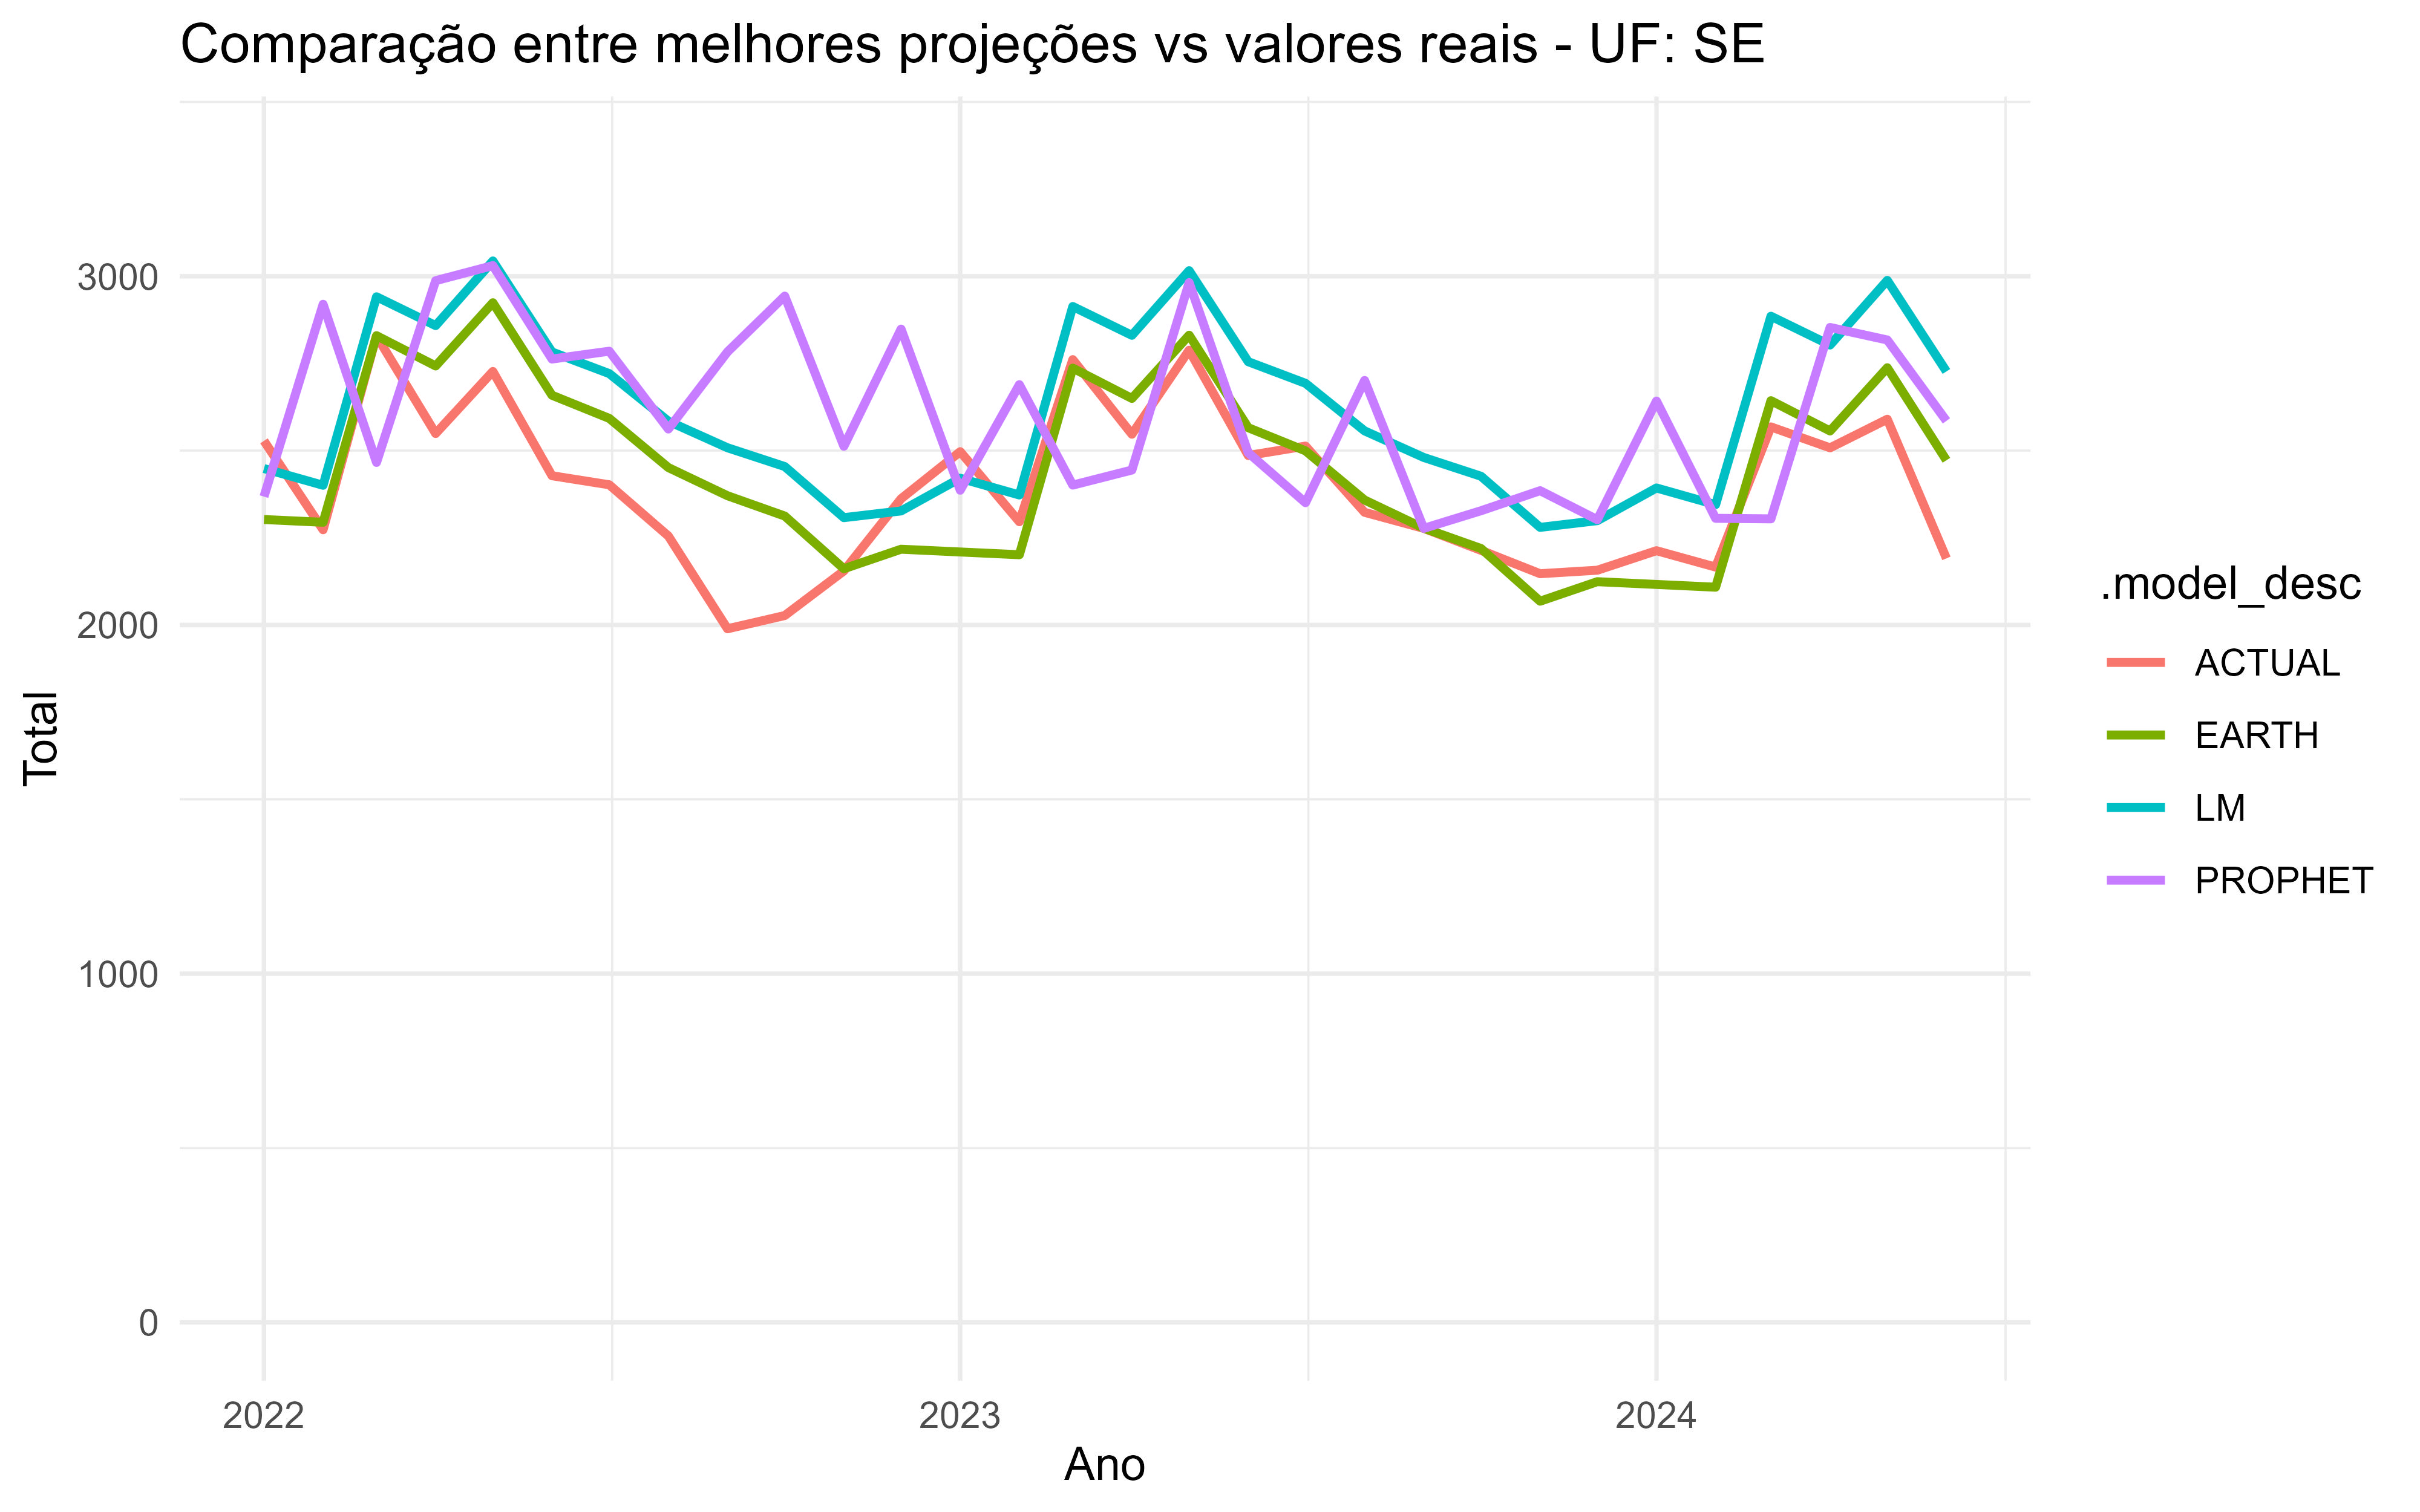 Comparação entre melhores projeções vs valores reais - UF: SE
3000
2000
1000
0
Total
2022
2023
2024
Ano
.model_desc
ACTUAL
EARTH
LM
PROPHET